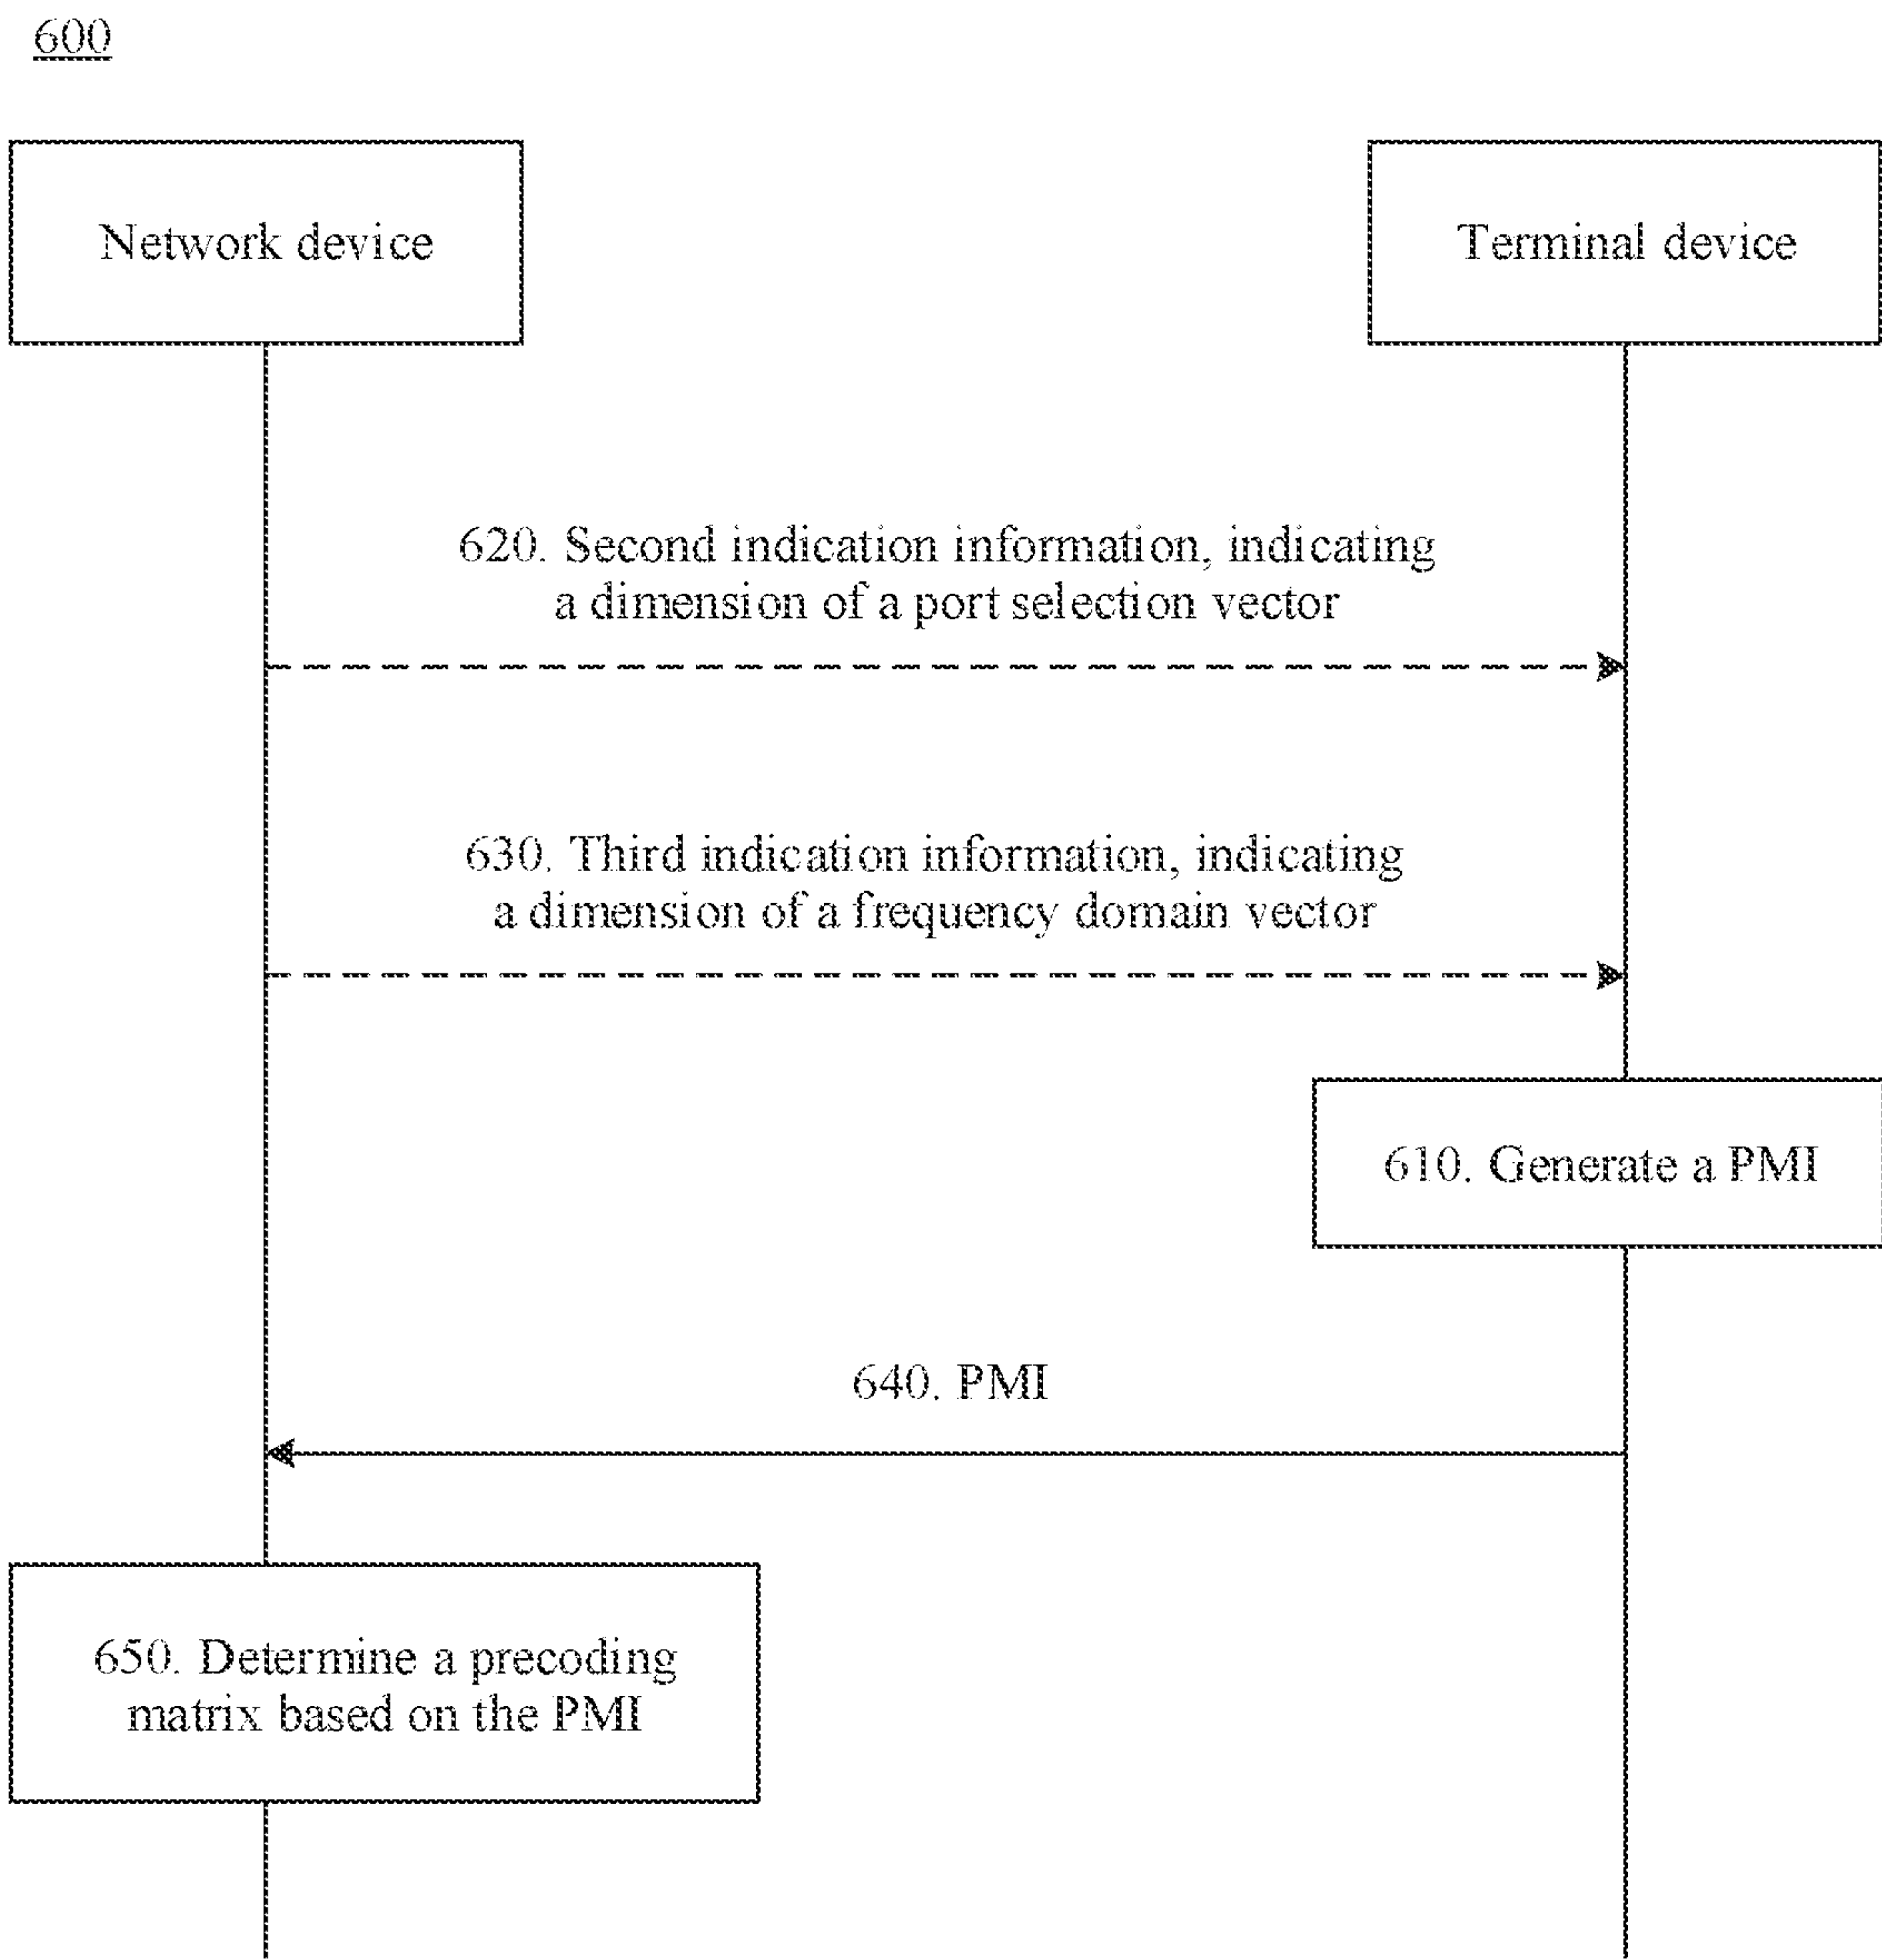 600
Network device
Terminal device
620. Second indication information, indicating
a dimension of a port selection vector
630. Third indication information, indicating
a dimension of a frequency domain vector
610. Generate a PMI
640. PMI
650. Determine a precoding
matrix based on the PMI